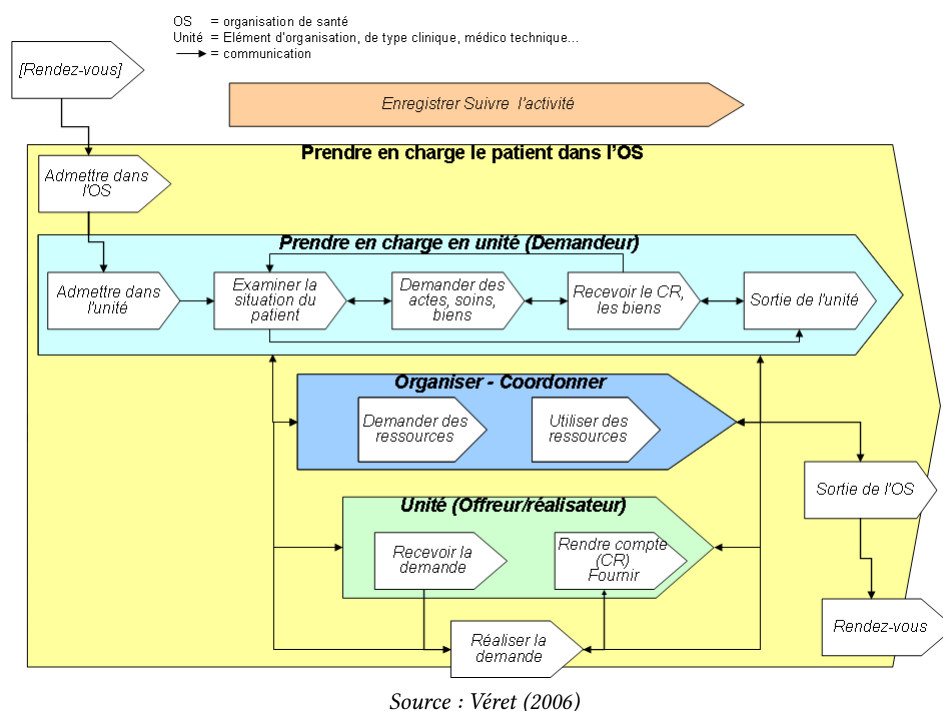 OS = organisation de santé
Unité = Elément d'organisation, de type clinique, médico technique...
= communication
[Rendez-vous]
Enregistrer Suivre l'activité
Prendre en charge le patient dans l'OS
Admettre dans
l'OS
Prendre en charge en unité (Demandeur)
Admettre dans
l'unité
Examiner la
situation du
patient
Demander des
actes, soins,
biens
Recevoir le CR,
les biens
Sortie de l'unité
Organiser - Coordonner
Demander des
ressources
Utiliser des
ressources
Sortie de l'OS
Unité (Offreur/réalisateur)
Recevoir la
demande
Rendre compte
(CR)
Fournir
Rendez-vous
Réaliser la
demande
Source : Véret (2006)